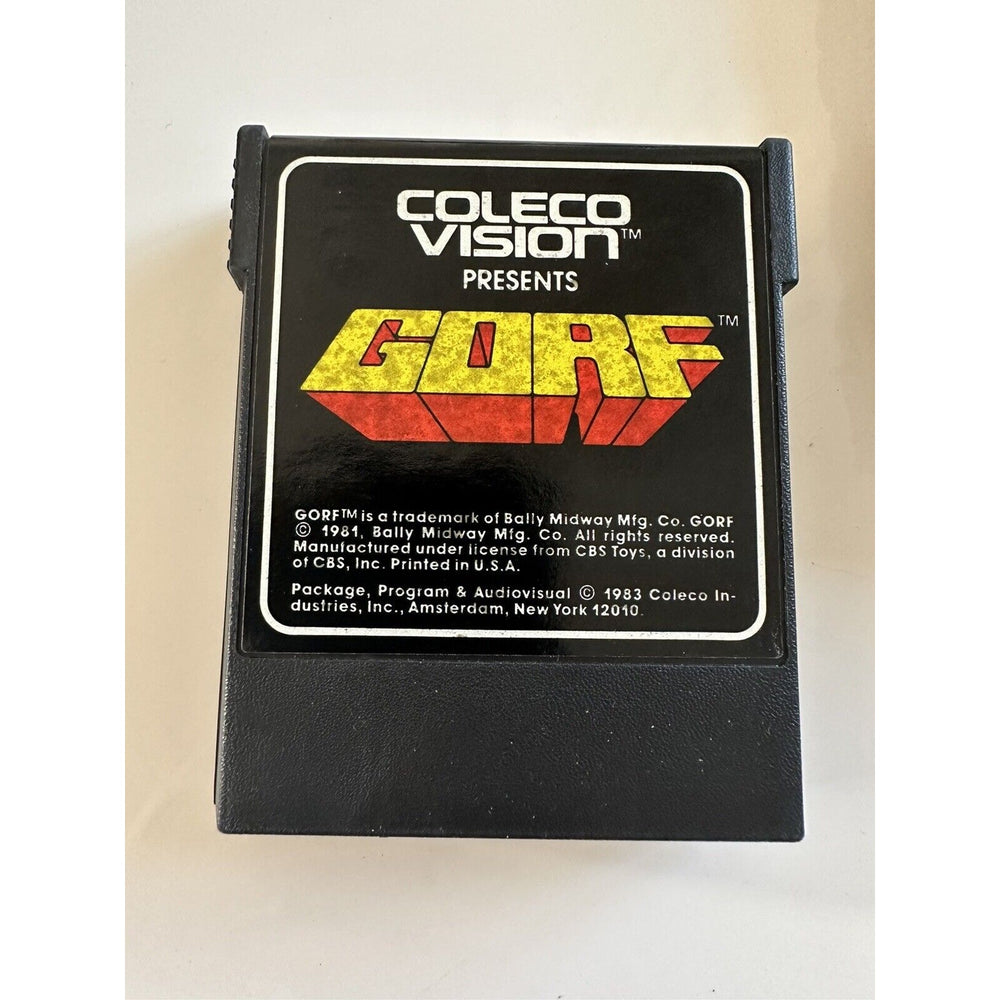 COLECO
VISION™
PRESENTS
GORF™
GORF™ is a trademark of Bally Midway Mfg. Co. GORF
© 1981, Bally Midway Mfg. Co. All rights reserved.
Manufactured under license from CBS Toys, a division
of CBS, Inc. Printed in U.S.A.
Package, Program & Audiovisual © 1983 Coleco In-
dustries, Inc., Amsterdam, New York 12010.